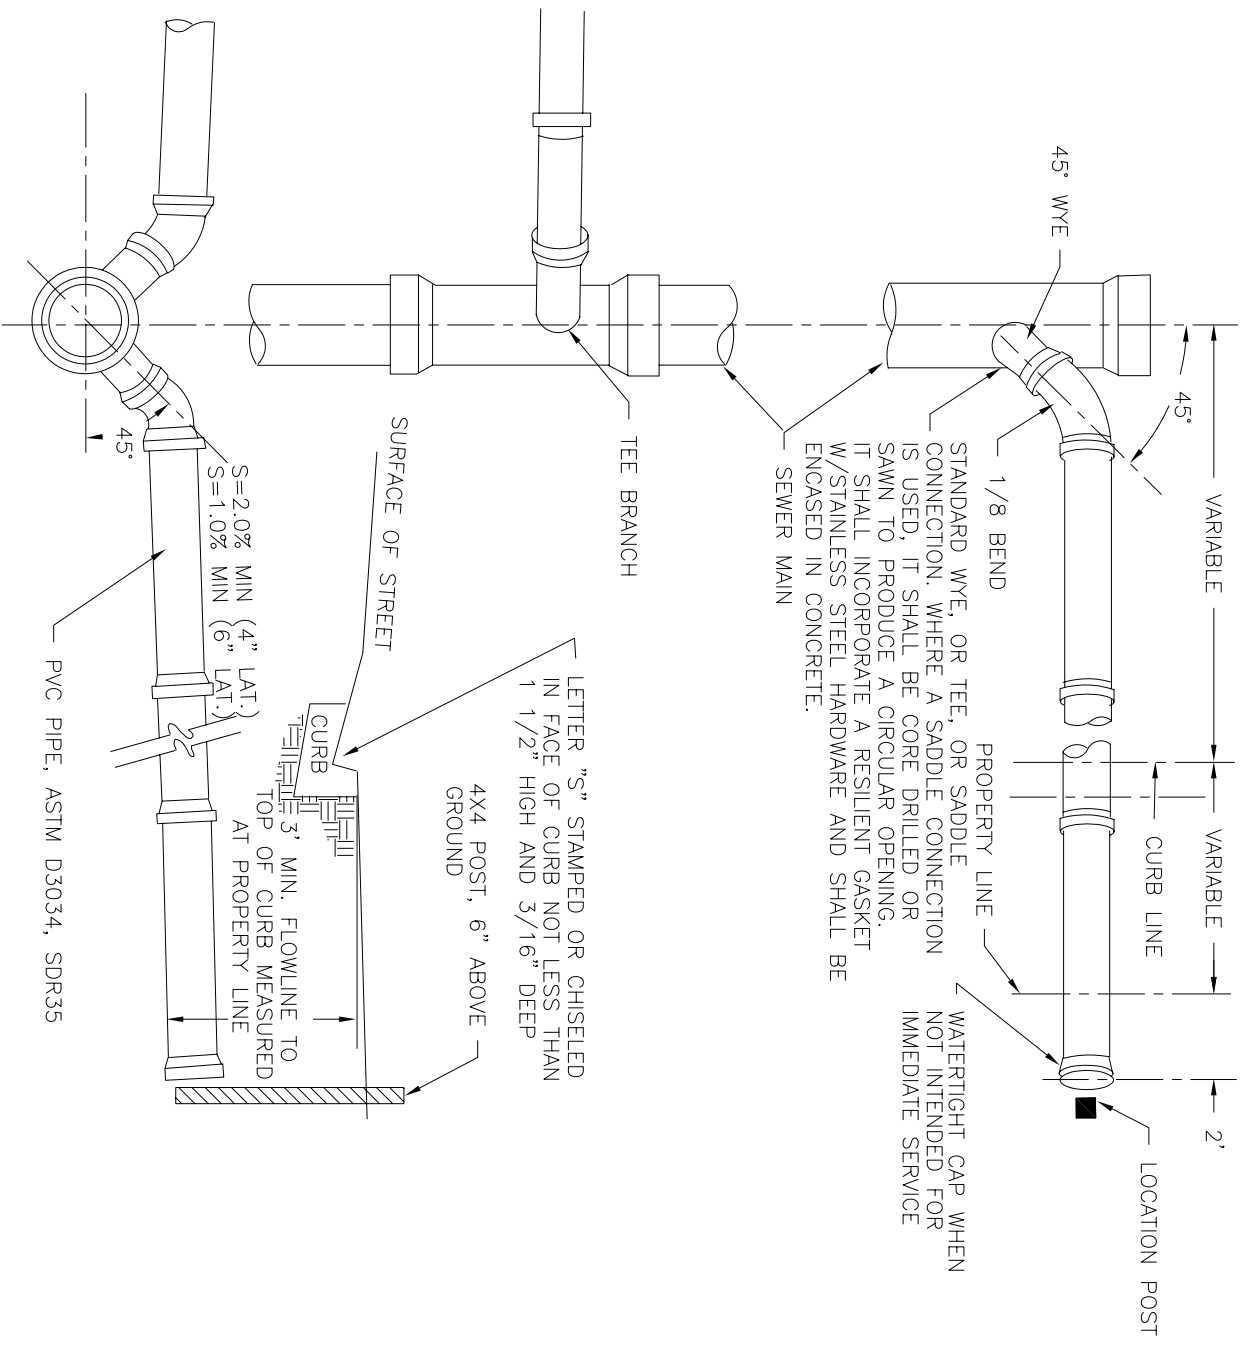 VARIABLE
VARIABLE
2'
45°
CURB LINE
LOCATION POST
45° WYE
1/8 BEND
PROPERTY LINE
WATERTIGHT CAP WHEN
NOT INTENDED FOR
IMMEDIATE SERVICE
STANDARD WYE, OR TEE, OR SADDLE
CONNECTION. WHERE A SADDLE CONNECTION
IS USED, IT SHALL BE CORE DRILLED OR
SAWN TO PRODUCE A CIRCULAR OPENING.
IT SHALL INCORPORATE A RESILIENT GASKET
W/STAINLESS STEEL HARDWARE AND SHALL BE
ENCASED IN CONCRETE.
SEWER MAIN
TEE BRANCH
LETTER "S" STAMPED OR CHISELED
IN FACE OF CURB NOT LESS THAN
1 1/2" HIGH AND 3/16" DEEP
4X4 POST, 6" ABOVE
GROUND
SURFACE OF STREET
CURB
3' MIN. FLOWLINE TO
TOP OF CURB MEASURED
AT PROPERTY LINE
S=2.0% MIN (4" LAT.)
S=1.0% MIN (6" LAT.)
45°
PVC PIPE, ASTM D3034, SDR35